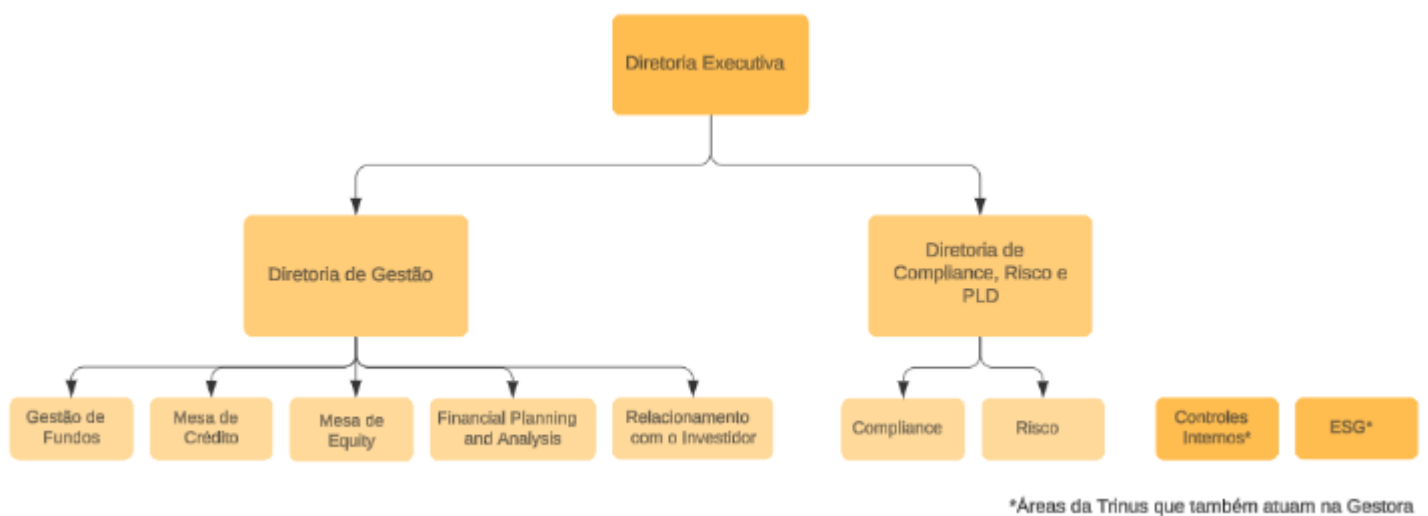 Diretoria Executiva
Diretoria de Gestão
Diretoria de
Compliance, Risco e
PLD
Gestão de
Fundos
Mesa de
Crédito
Mesa de
Equity
Financial Planning
and Analysis
Relacionamento
com o Investidor
Compliance
Risco
Controles
Internos*
ESG*
*Áreas da Trinus que também atuam na Gestora